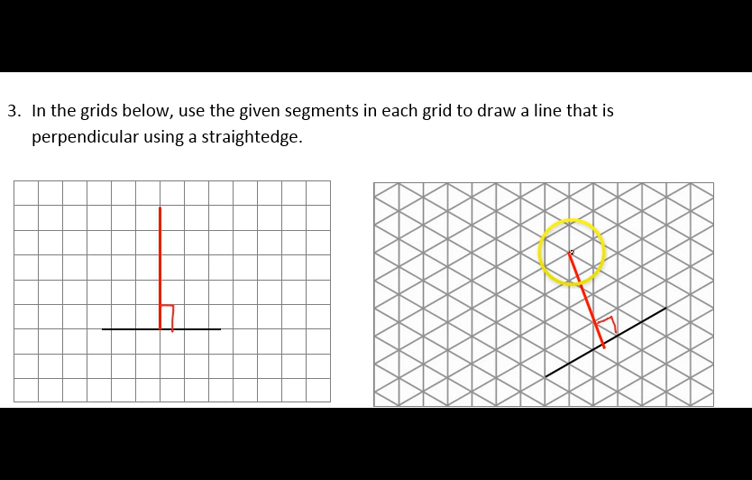 3. In the grids below, use the given segments in each grid to draw a line that is
perpendicular using a straightedge.